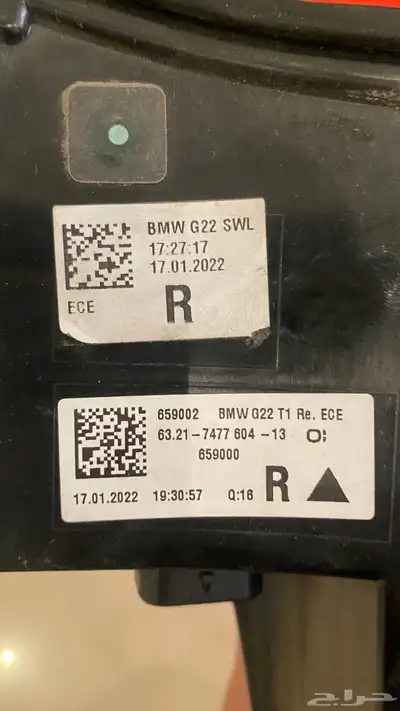 BMW G22 SWL
17:27:17
17.01.2022
ECE
R
659002 BMW G22 T1 Re. ECE
63.21-7477 604-13
659000
17.01.2022 19:30:57 Q:16 R
حراج